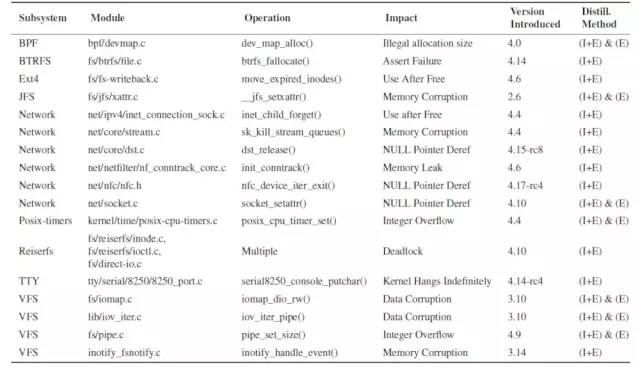 Subsystem Module Operation Impact Version Introduced Distill. Method
BPF bpf/devmap.c dev_map_alloc() Illegal allocation size 4.0 (I+E) & (E)
BTRFS fs/btrfs/file.c btrfs_fallocate() Assert Failure 4.14 (I+E)
Ext4 fs/fs-writeback.c move_expired_inodes() Use After Free 4.6 (I+E)
JFS fs/jfs/xattr.c __jfs_setxattr() Memory Corruption 2.6 (I+E) & (E)
Network net/ipv4/inet_connection_sock.c inet_child_forget() Use after Free 4.4 (I+E)
Network net/core/stream.c sk_kill_stream_queues() Memory Corruption 4.4 (I+E)
Network net/core/dst.c dst_release() NULL Pointer Deref 4.15-rc8 (I+E)
Network net/netfilter/nf_conntrack_core.c init_conntrack() Memory Leak 4.6 (I+E)
Network net/nfc/nfc.h nfc_device_iter_exit() NULL Pointer Deref 4.17-rc4 (I+E)
Network net/socket.c socket_setattr() NULL Pointer Deref 4.10 (I+E) & (E)
Posix-timers kernel/time/posix-cpu-timers.c posix_cpu_timer_set() Integer Overflow 4.4 (I+E) & (E)
Reiserfs fs/reiserfs/inode.c, fs/reiserfs/ioctl.c, fs/direct-io.c Multiple Deadlock 4.10 (I+E)
TTY tty/serial/8250/8250_port.c serial8250_console_putchar() Kernel Hangs Indefinitely 4.14-rc4 (I+E)
VFS fs/iomap.c iomap_dio_rw() Data Corruption 3.10 (I+E) & (E)
VFS lib/iov_iter.c iov_iter_pipe() Data Corruption 3.10 (I+E) & (E)
VFS fs/pipe.c pipe_set_size() Integer Overflow 4.9 (I+E) & (E)
VFS inotify_fsnotify.c inotify_handle_event() Memory Corruption 3.14 (I+E)